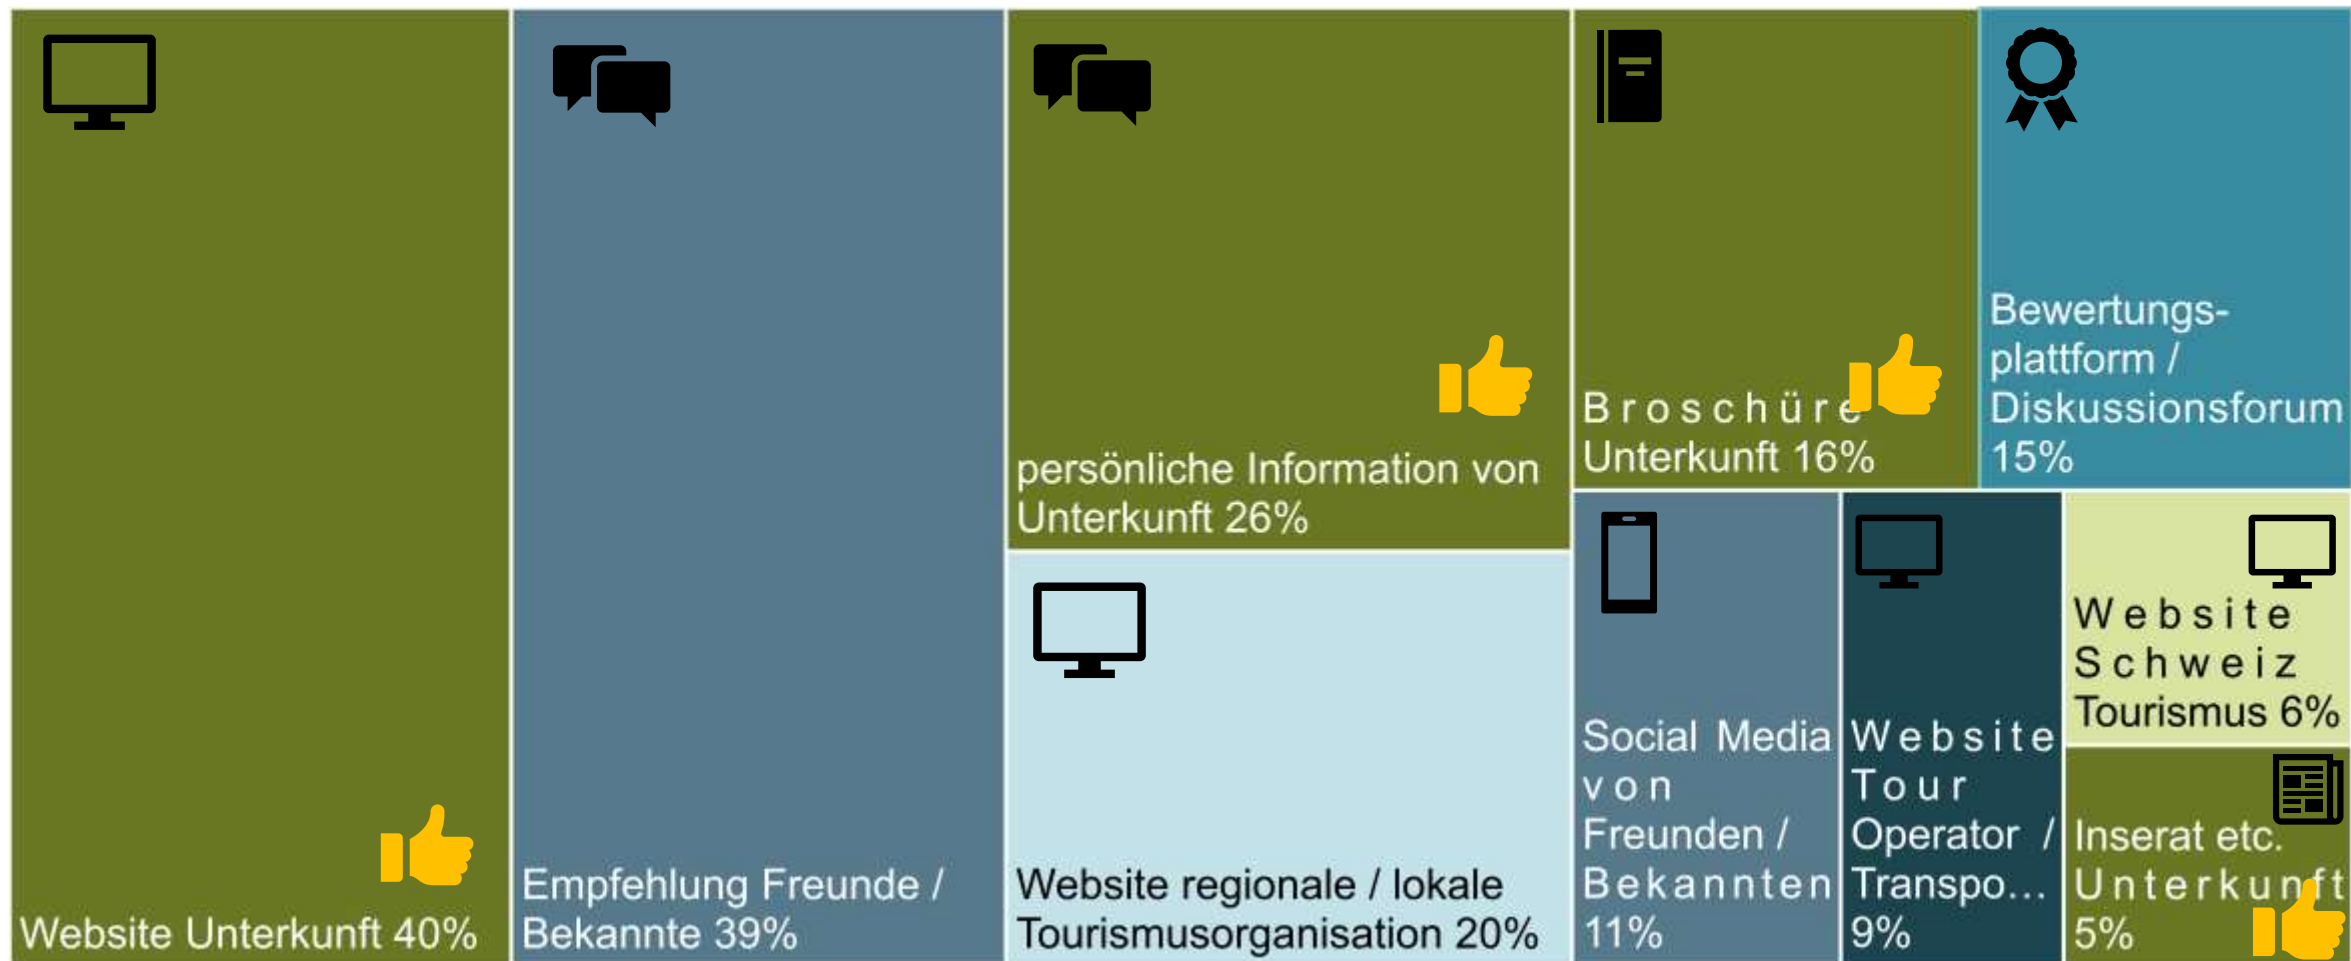 Website Unterkunft 40%
Empfehlung Freunde /
Bekannte 39%
persönliche Information von
Unterkunft 26%
Website regionale / lokale
Tourismusorganisation 20%
Broschüre
Unterkunft 16%
Bewertungs-
plattform /
Diskussionsforum
15%
Social Media
von
Freunden /
Bekannten
11%
Website
Tour
Operator /
Transpo...
9%
Website
Schweiz
Tourismus 6%
Inserat etc.
Unterkunft
5%